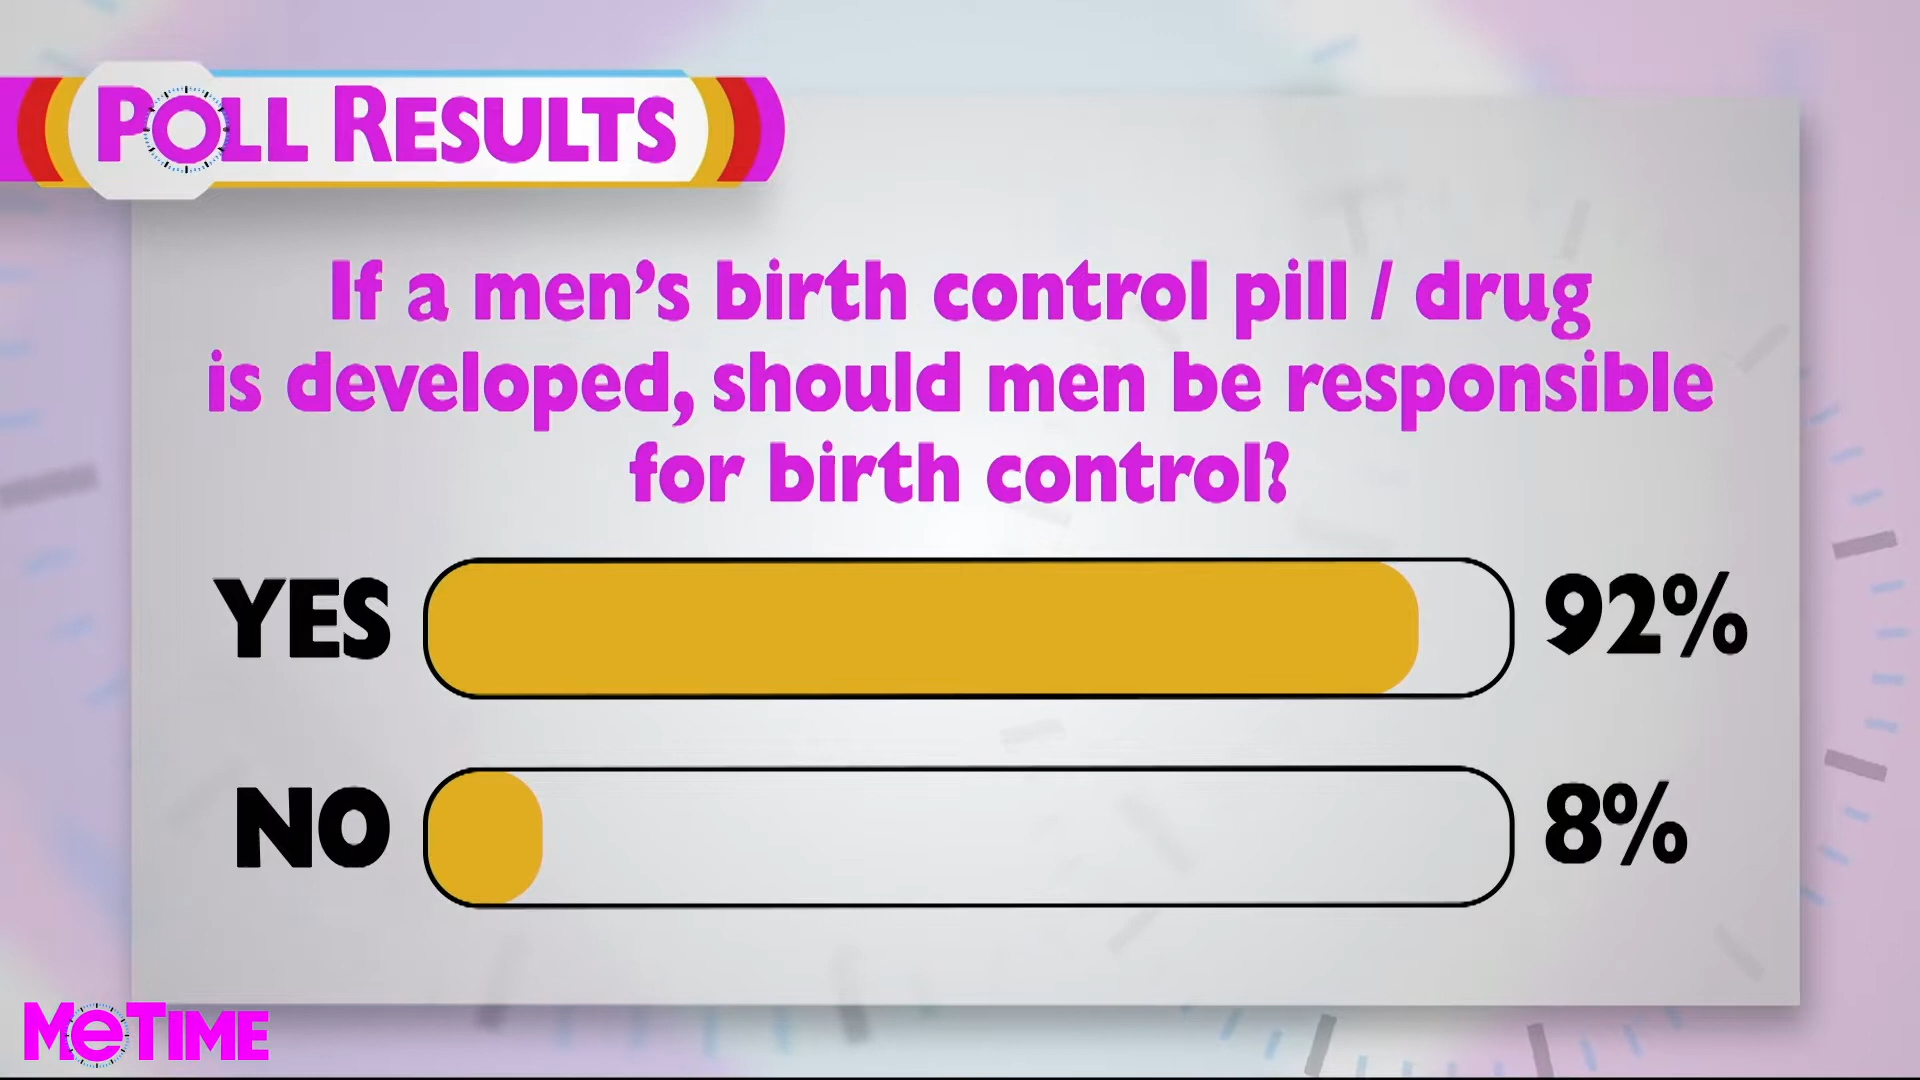 POLL RESULTS
If a men’s birth control pill / drug
is developed, should men be responsible
for birth control?
YES 92%
NO 8%
MeTIME